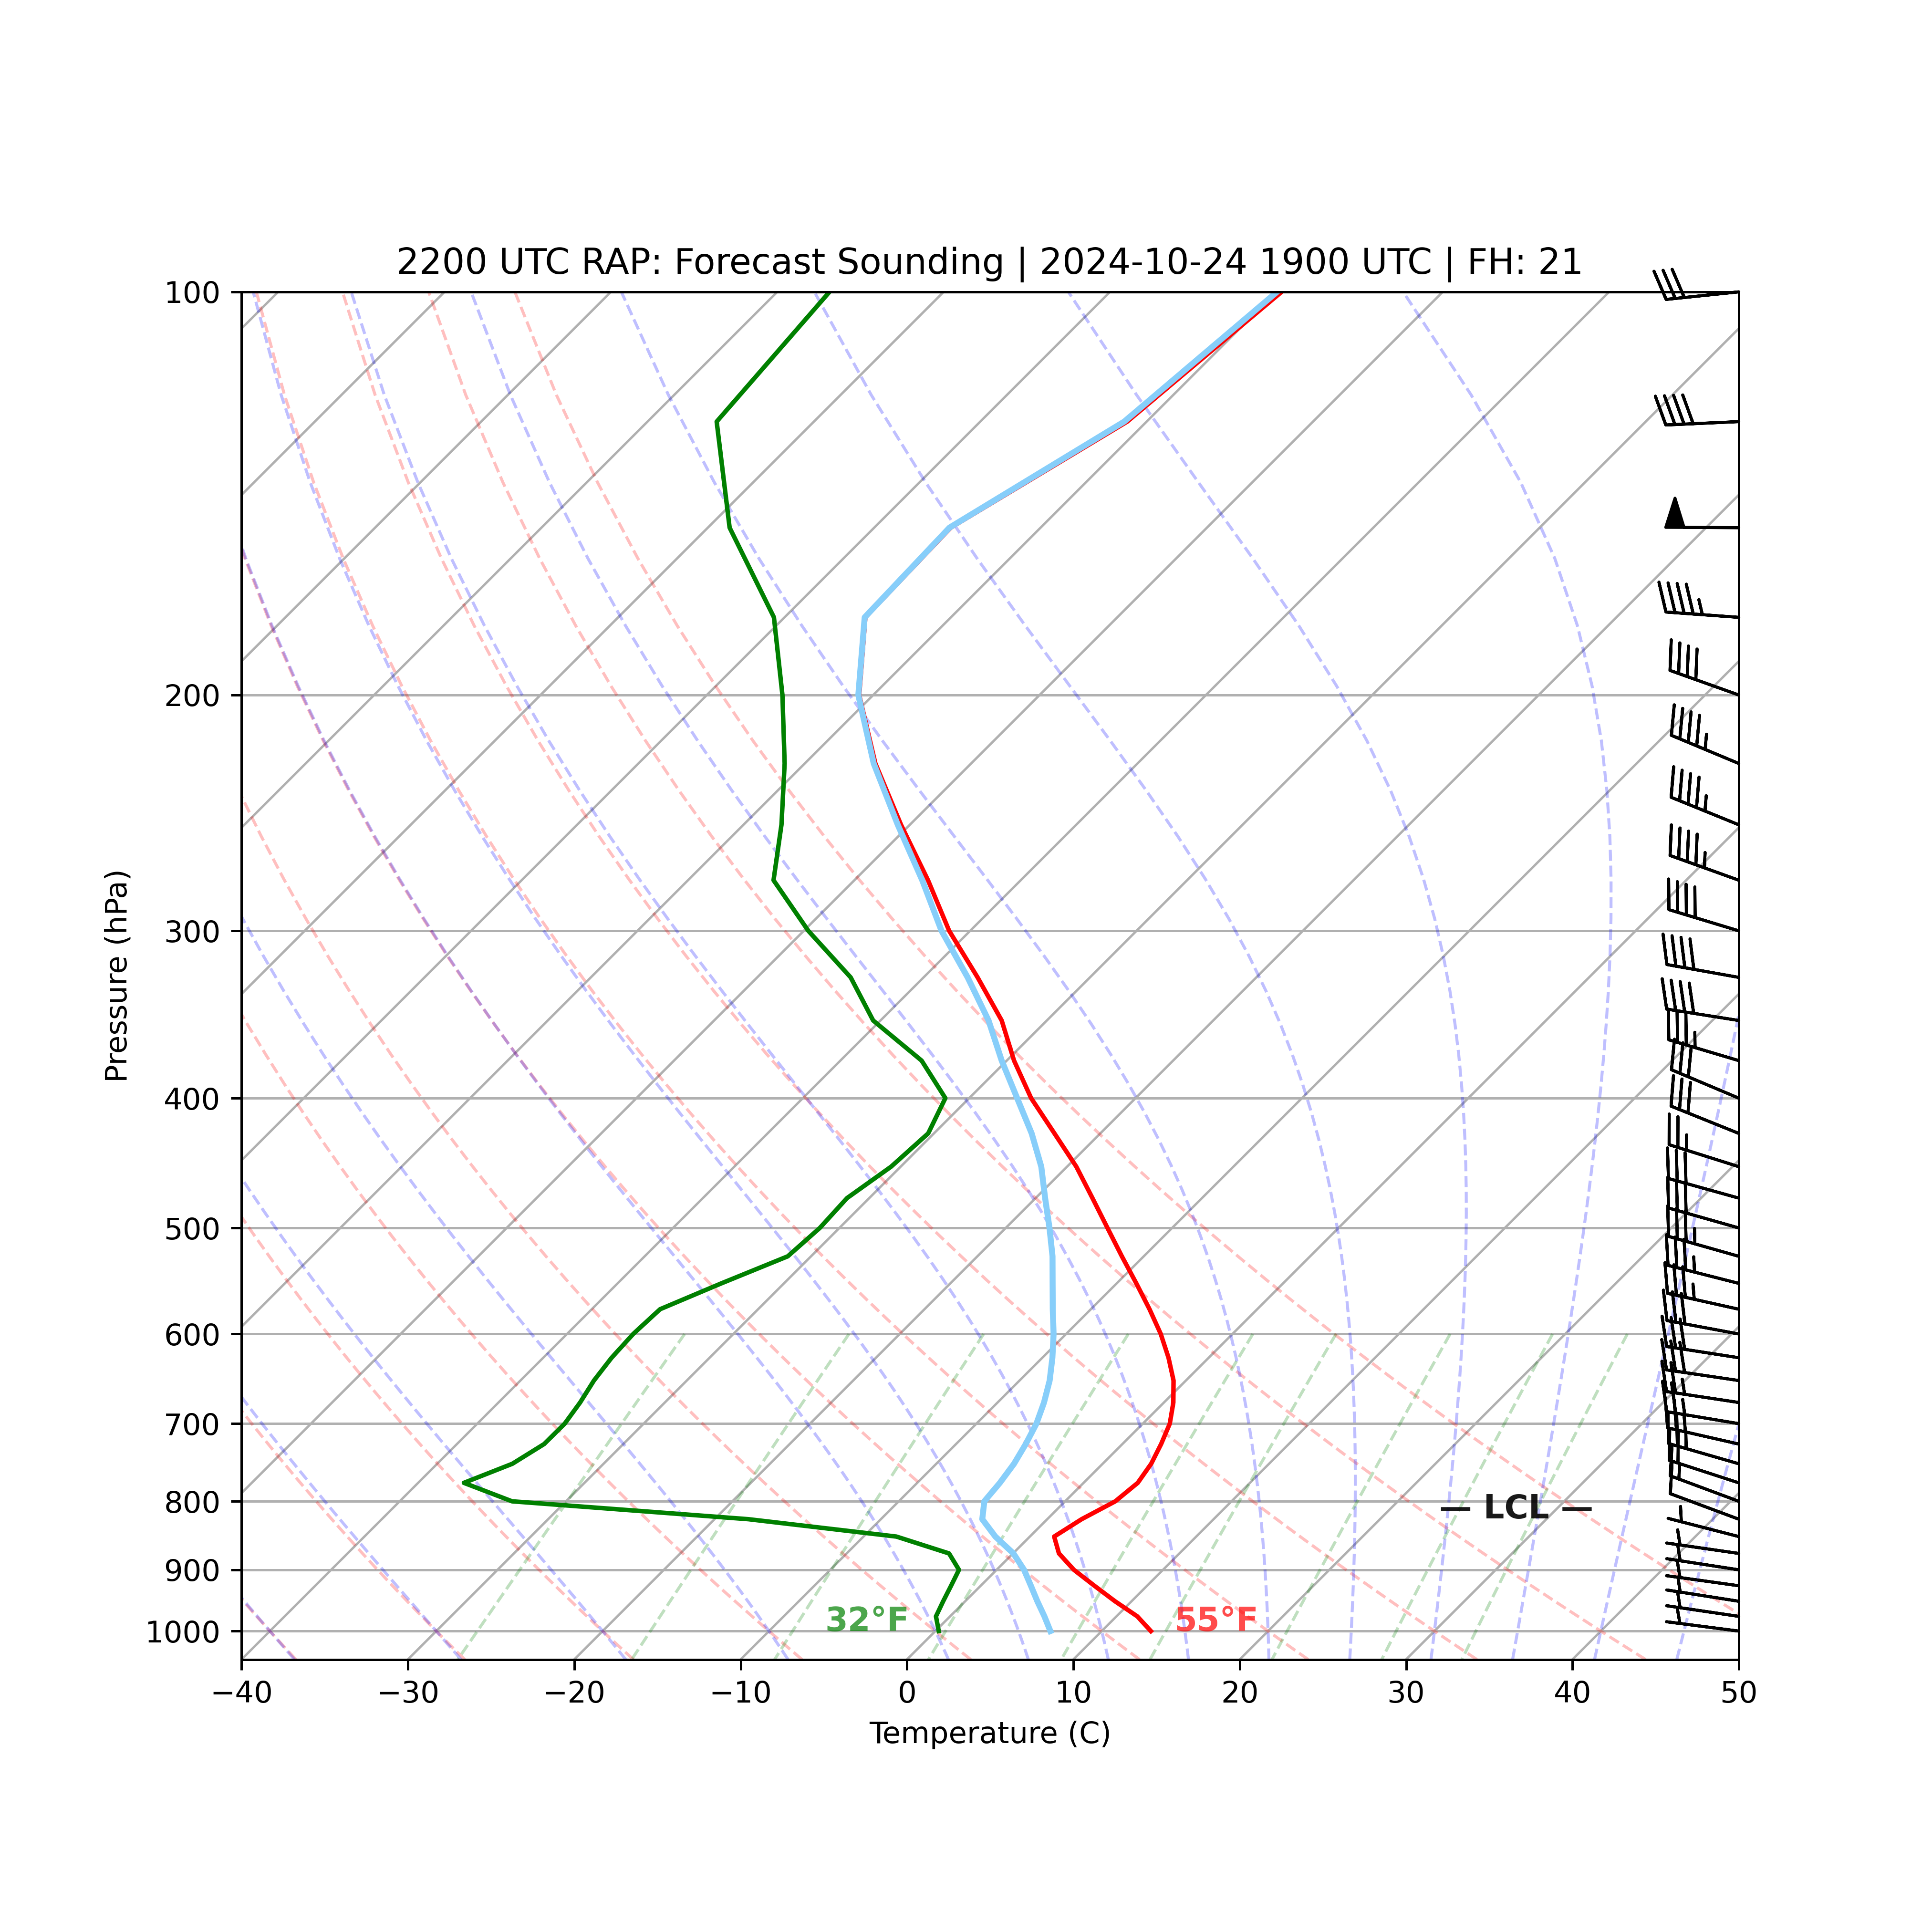 2200 UTC RAP: Forecast Sounding | 2024-10-24 1900 UTC | FH: 21
100
200
300
400
500
600
700
800
900
1000
Pressure (hPa)
— LCL —
32°F
55°F
−40 −30 −20 −10 0 10 20 30 40 50
Temperature (C)